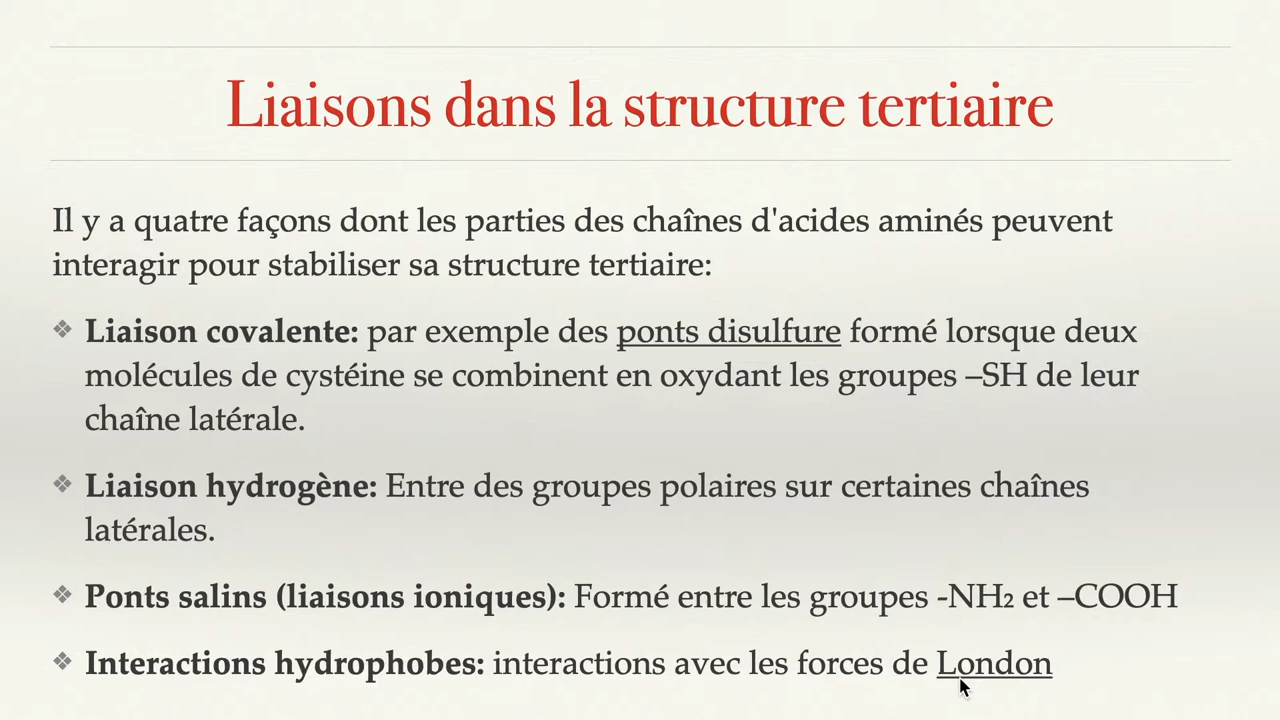 Liaisons dans la structure tertiaire
Il y a quatre façons dont les parties des chaînes d'acides aminés peuvent
interagir pour stabiliser sa structure tertiaire:
❖ Liaison covalente: par exemple des ponts disulfure formé lorsque deux
molécules de cystéine se combinent en oxydant les groupes –SH de leur
chaîne latérale.
❖ Liaison hydrogène: Entre des groupes polaires sur certaines chaînes
latérales.
❖ Ponts salins (liaisons ioniques): Formé entre les groupes -NH₂ et –COOH
❖ Interactions hydrophobes: interactions avec les forces de London